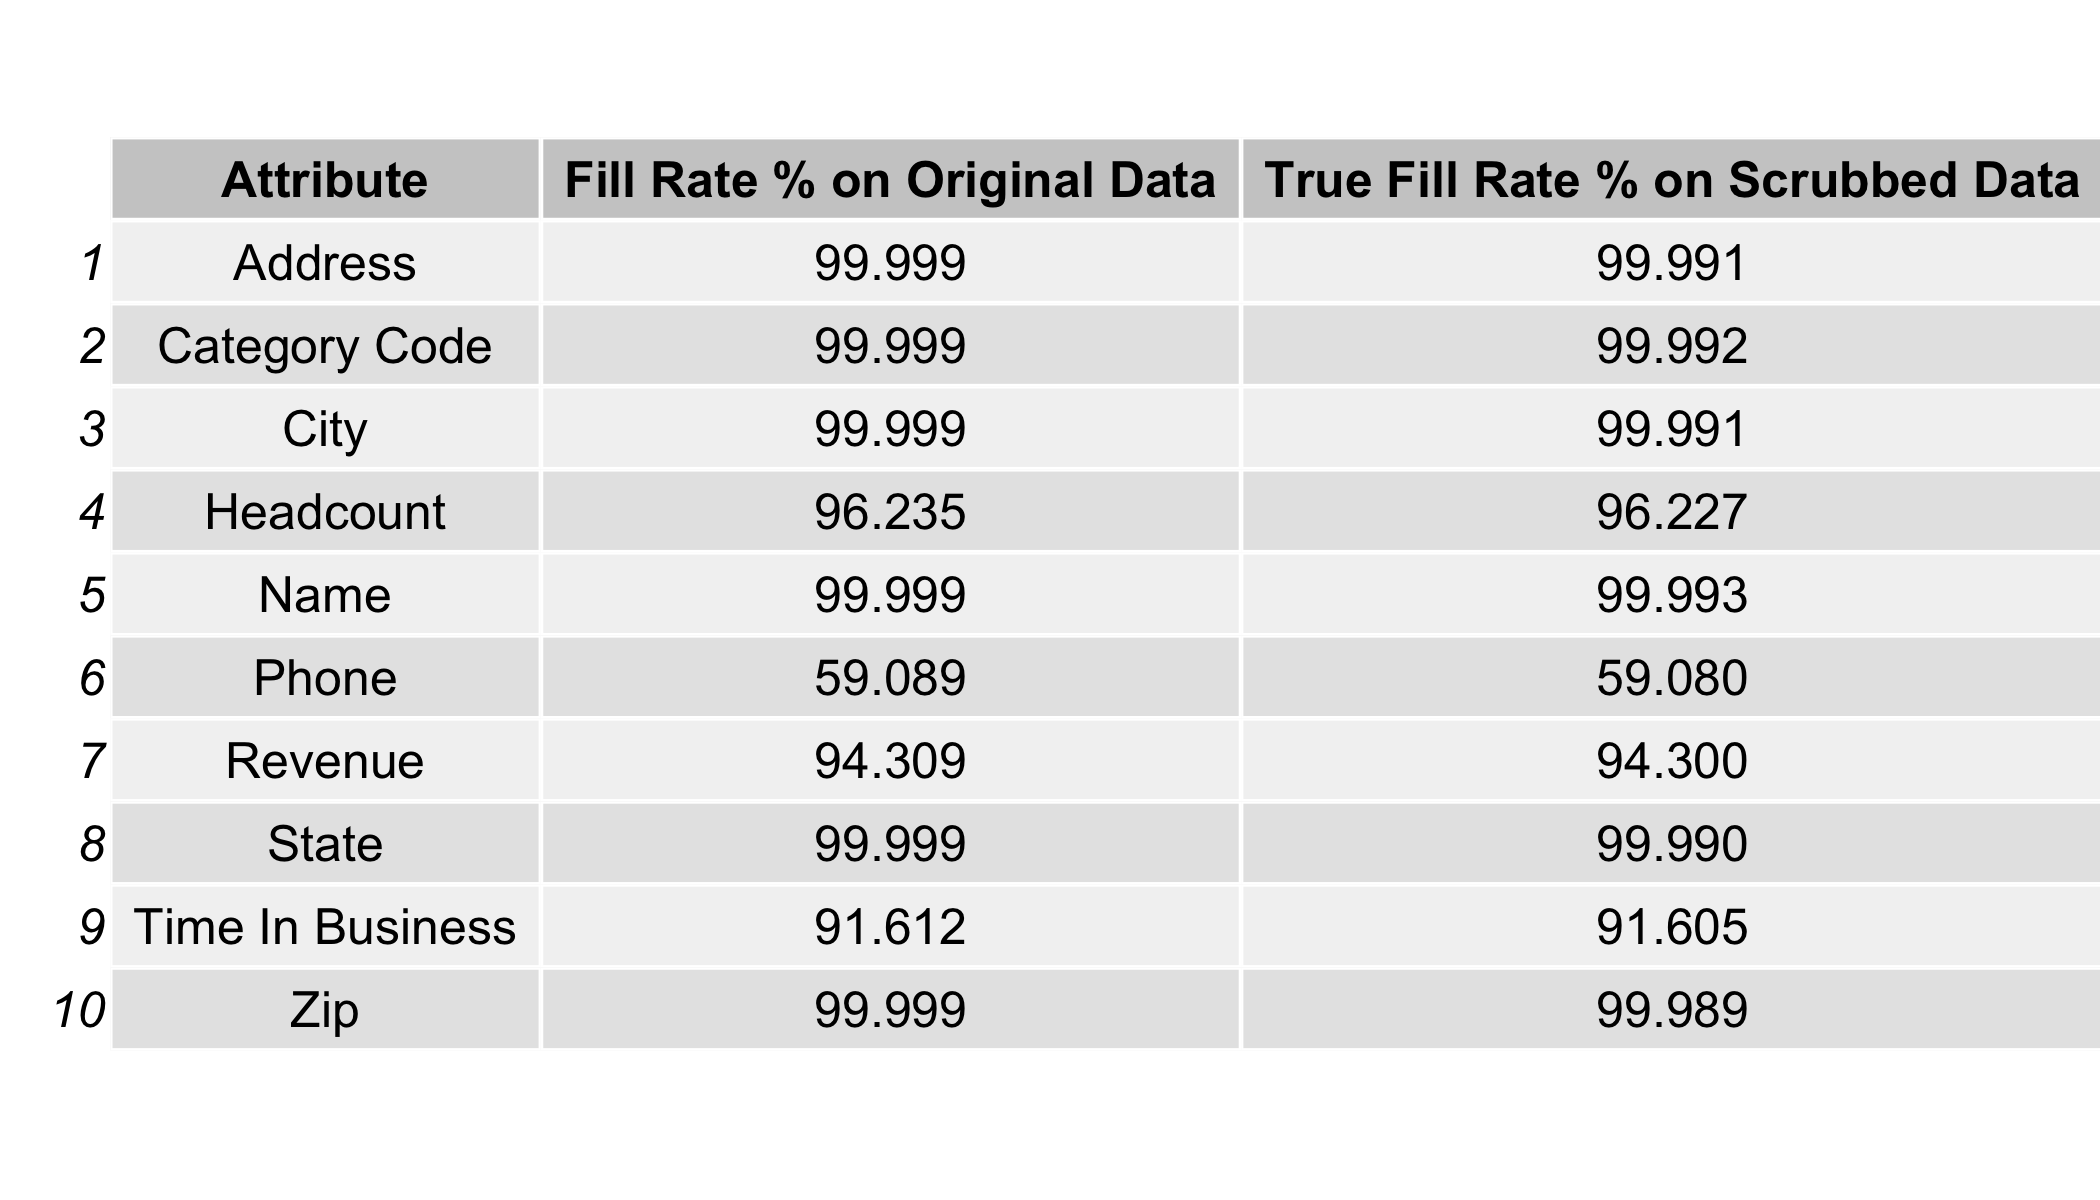 Attribute Fill Rate % on Original Data True Fill Rate % on Scrubbed Data
1 Address 99.999 99.991
2 Category Code 99.999 99.992
3 City 99.999 99.991
4 Headcount 96.235 96.227
5 Name 99.999 99.993
6 Phone 59.089 59.080
7 Revenue 94.309 94.300
8 State 99.999 99.990
9 Time In Business 91.612 91.605
10 Zip 99.999 99.989